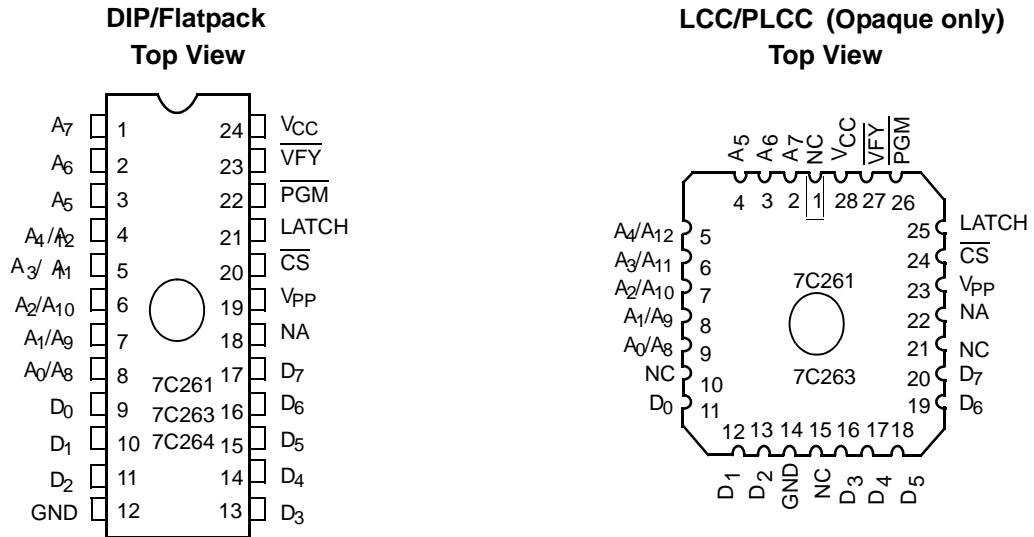 DIP/Flatpack
Top View
A7 1 24 VCC
A6 2 23 VFY
A5 3 22 PGM
A4/A12 4 21 LATCH
A3/ A11 5 20 CS
A2/A10 6 19 VPP
A1/A9 7 18 NA
A0/A8 8 17 D7
D0 9 16 D6
D1 10 15 D5
D2 11 14 D4
GND 12 13 D3
7C261
7C263
7C264
LCC/PLCC (Opaque only)
Top View
A5 A6 A7 NC VCC VFY PGM
4 3 2 1 28 27 26
A4/A12 5 25 LATCH
A3/A11 6 24 CS
A2/A10 7 23 VPP
A1/A9 8 22 NA
A0/A8 9 21 NC
NC 10 20 D7
D0 11 19 D6
7C261
7C263
12 13 14 15 16 17 18
D1 D2 GND NC D3 D4 D5